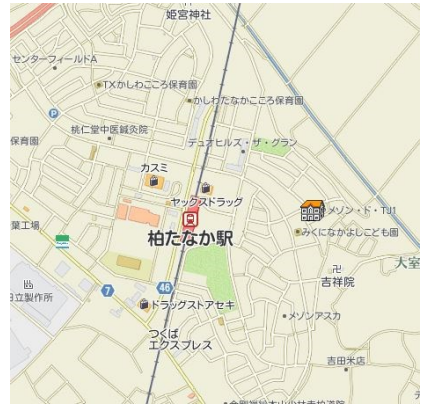 姫宮神社
センターフィールドA
TXかしわこころ保育園
かしわたなかこころ保育園
P
桃仁堂中医鍼灸院
デュオヒルズ・ザ・グラン
保育園
カスミ
ヤックスドラッグ
メゾン・ド・TJ1
柏たなか駅
みくになかよしこども園
葉工場
大室
卍
吉祥院
日立製作所
7
46
ドラッグストアセキ
メゾンアスカ
つくば
エクスプレス
吉田米店